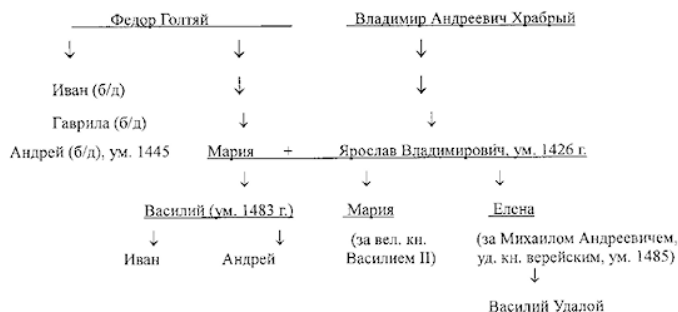 Федор Голтяй Владимир Андреевич Храбрый
Иван (б/д)
Гаврила (б/д)
Андрей (б/д), ум. 1445 Мария + Ярослав Владимирович, ум. 1426 г.
Василий (ум. 1483 г.) Мария Елена
(за вел. кн. (за Михаилом Андреевичем,
Иван Андрей Василием II) уд. кн. верейским, ум. 1485)
Василий Удалой